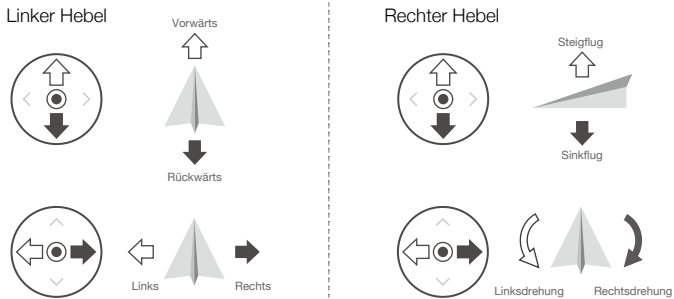 Linker Hebel
Vorwärts
Rückwärts
Links
Rechts
Rechter Hebel
Steigflug
Sinkflug
Linksdrehung
Rechtsdrehung